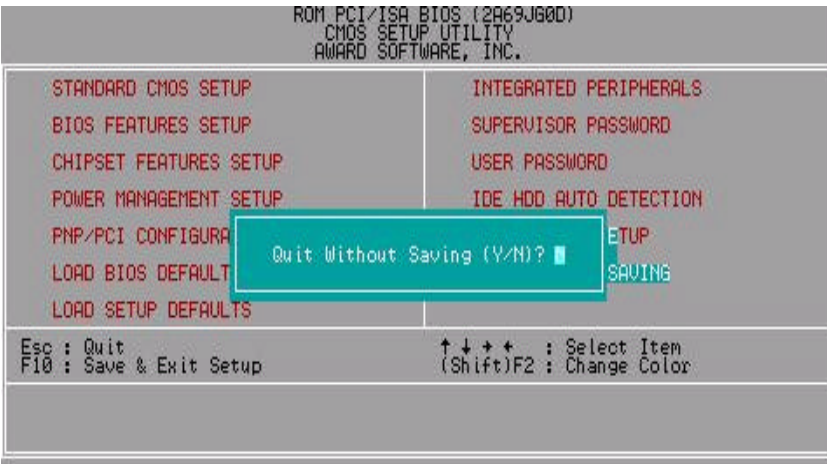 ROM PCI/ISA BIOS (2A69JG0D)
CMOS SETUP UTILITY
AWARD SOFTWARE, INC.
STANDARD CMOS SETUP
BIOS FEATURES SETUP
CHIPSET FEATURES SETUP
POWER MANAGEMENT SETUP
PNP/PCI CONFIGURA
LOAD BIOS DEFAULT
LOAD SETUP DEFAULTS
INTEGRATED PERIPHERALS
SUPERVISOR PASSWORD
USER PASSWORD
IDE HDD AUTO DETECTION
ETUP
SAVING
Quit Without Saving (Y/N)?
Esc : Quit
F10 : Save & Exit Setup
↑ ↓ → ← : Select Item
(Shift)F2 : Change Color